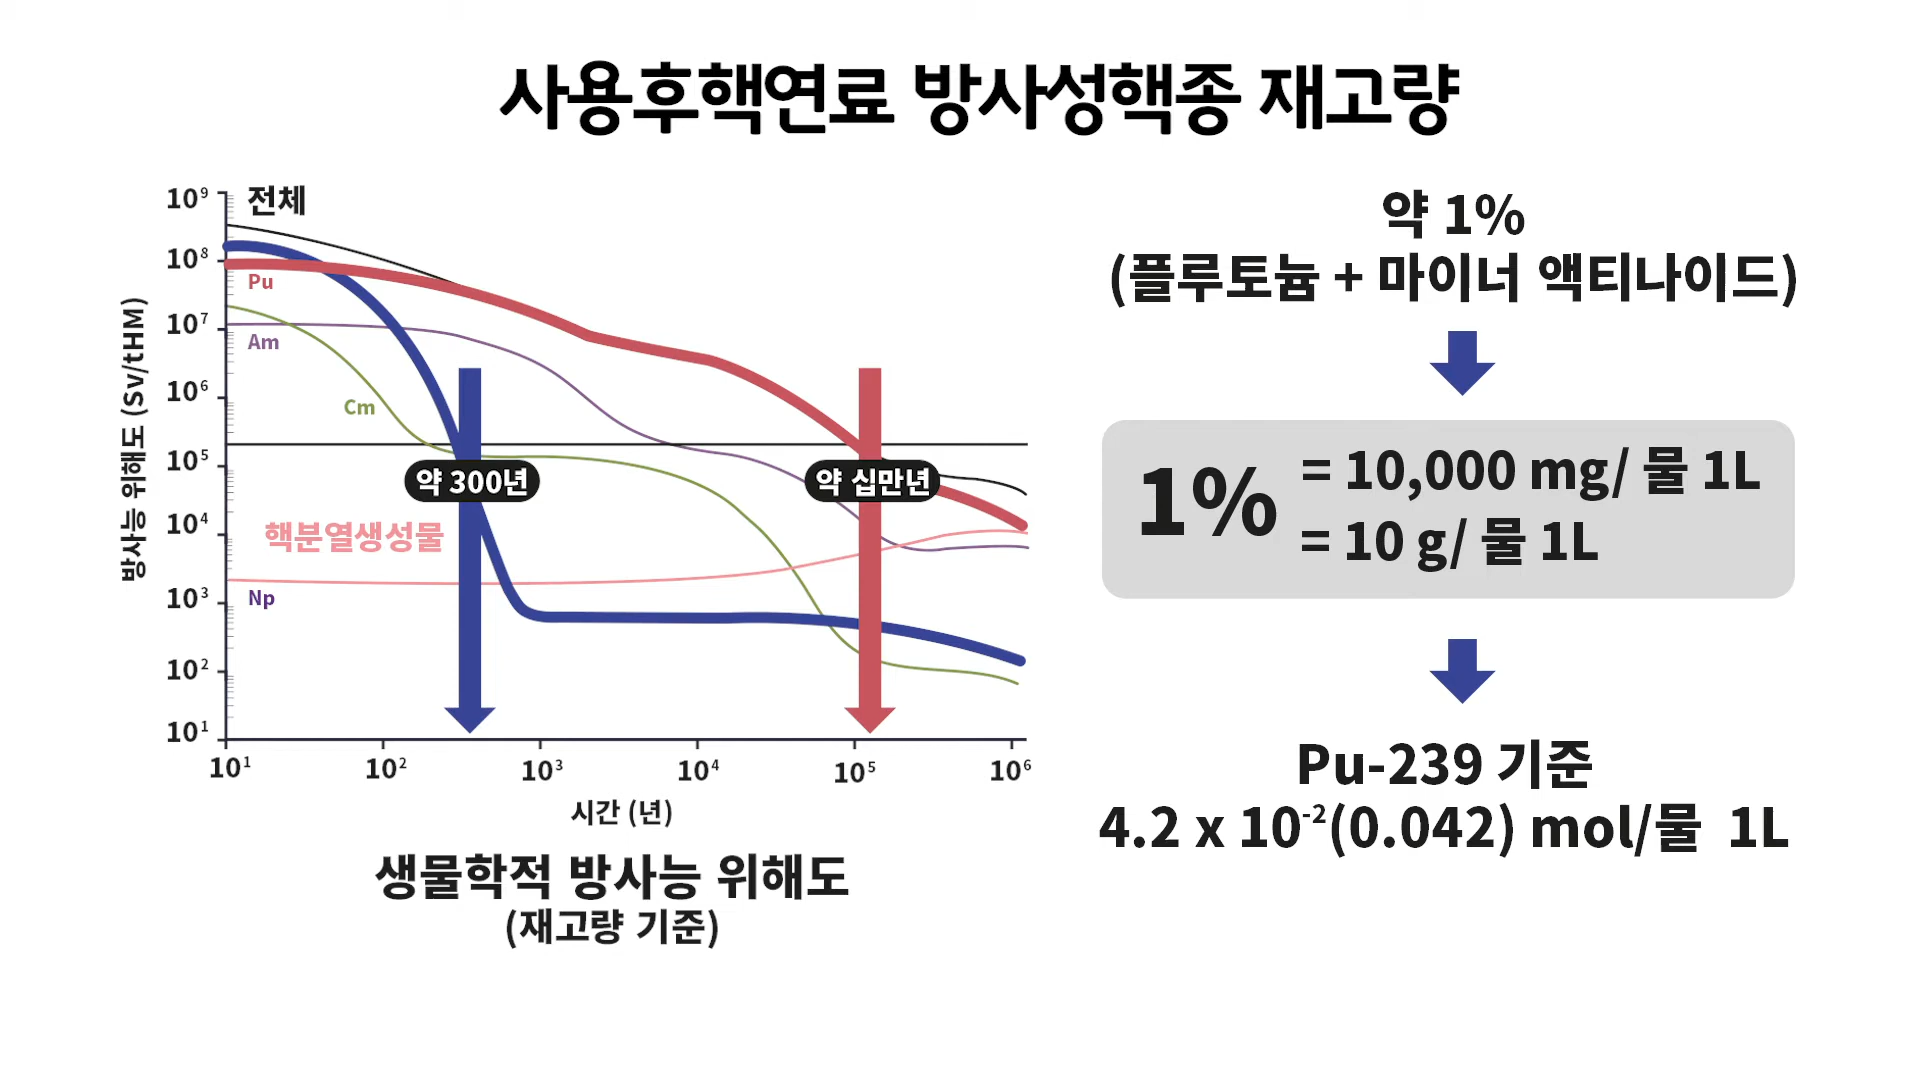 사용후핵연료 방사성핵종 재고량
방사능 위해도 (Sv/tHM)
10⁹
10⁸
10⁷
10⁶
10⁵
10⁴
10³
10²
10¹
전체
Pu
Am
Cm
약 300년
약 십만년
핵분열생성물
Np
10¹
10²
10³
10⁴
10⁵
10⁶
시간 (년)
생물학적 방사능 위해도
(재고량 기준)
약 1%
(플루토늄 + 마이너 액티나이드)
1%
= 10,000 mg/ 물 1L
= 10 g/ 물 1L
Pu-239 기준
4.2 x 10⁻²(0.042) mol/물 1L